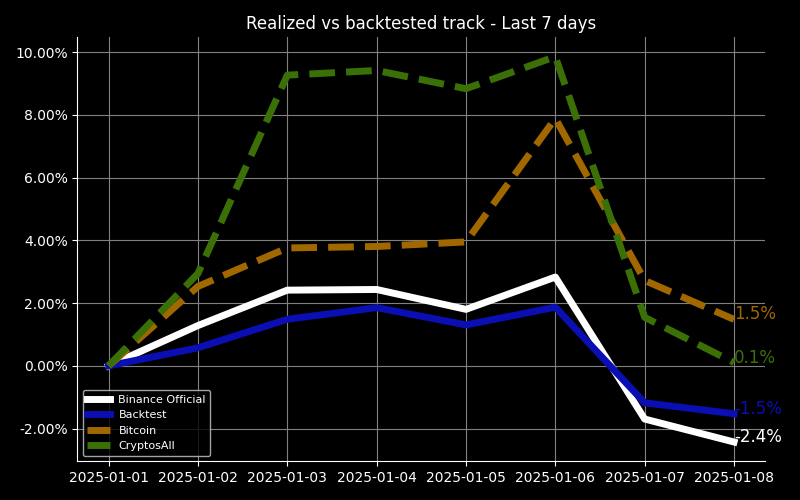 Realized vs backtested track - Last 7 days
10.00%
8.00%
6.00%
4.00%
2.00%
0.00%
-2.00%
1.5%
0.1%
-1.5%
-2.4%
Binance Official
Backtest
Bitcoin
CryptosAll
2025-01-01 2025-01-02 2025-01-03 2025-01-04 2025-01-05 2025-01-06 2025-01-07 2025-01-08